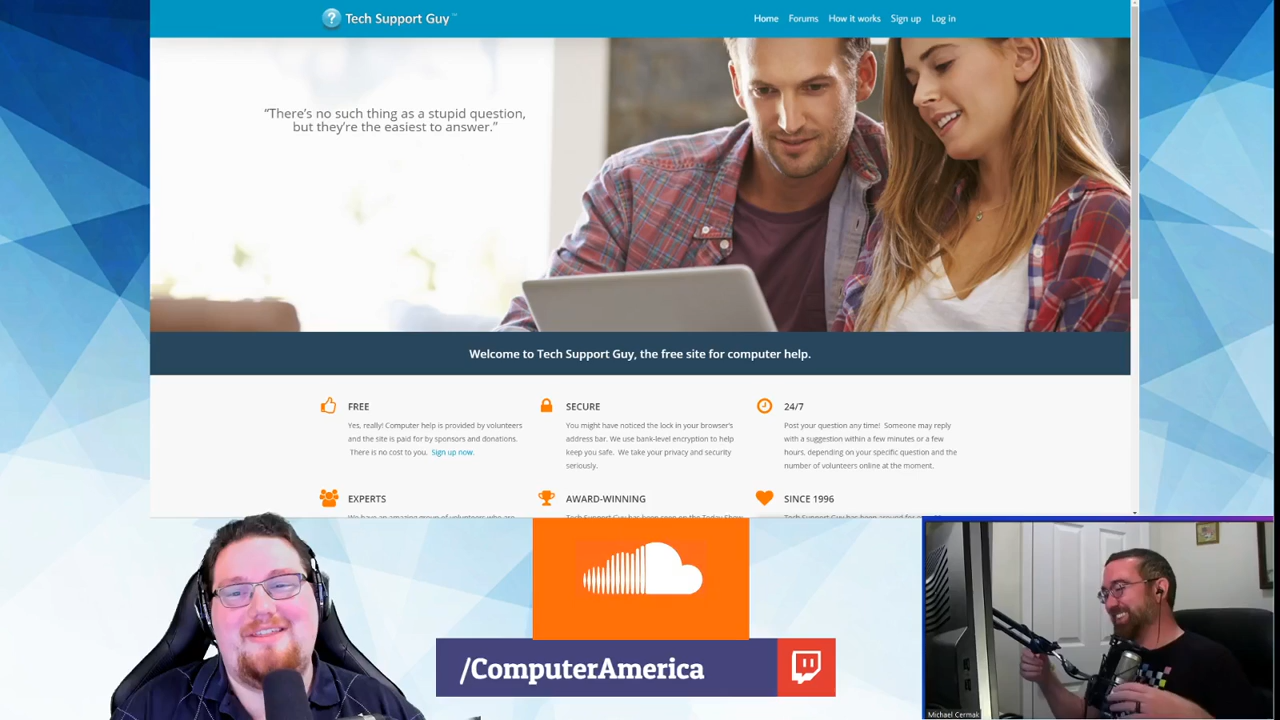 ? Tech Support Guy™
Home Forums How it works Sign up Log in
“There’s no such thing as a stupid question,
but they’re the easiest to answer.”
Welcome to Tech Support Guy, the free site for computer help.
FREE
Yes, really! Computer help is provided by volunteers
and the site is paid for by sponsors and donations.
There is no cost to you. Sign up now.
SECURE
You might have noticed the lock in your browser's
address bar. We use bank-level encryption to help
keep you safe. We take your privacy and security
seriously.
24/7
Post your question any time! Someone may reply
with a suggestion within a few minutes or a few
hours, depending on your specific question and the
number of volunteers online at the moment.
EXPERTS
AWARD-WINNING
SINCE 1996
/ComputerAmerica
Michael Cermak